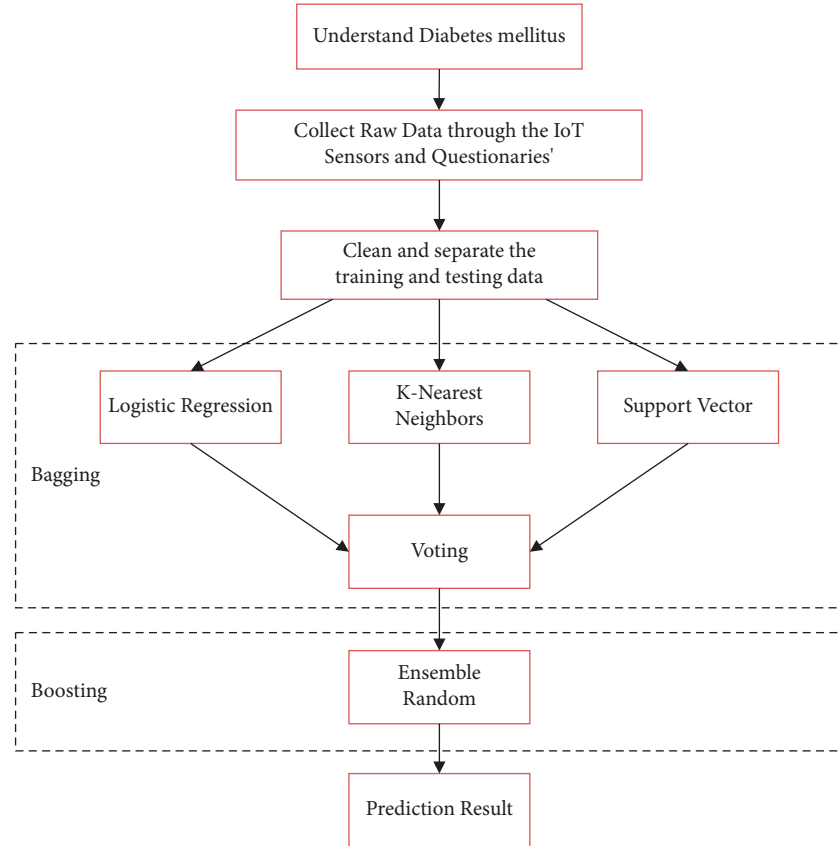 Understand Diabetes mellitus
Collect Raw Data through the IoT
Sensors and Questionaries'
Clean and separate the
training and testing data
Logistic Regression
K-Nearest
Neighbors
Support Vector
Bagging
Voting
Boosting
Ensemble
Random
Prediction Result